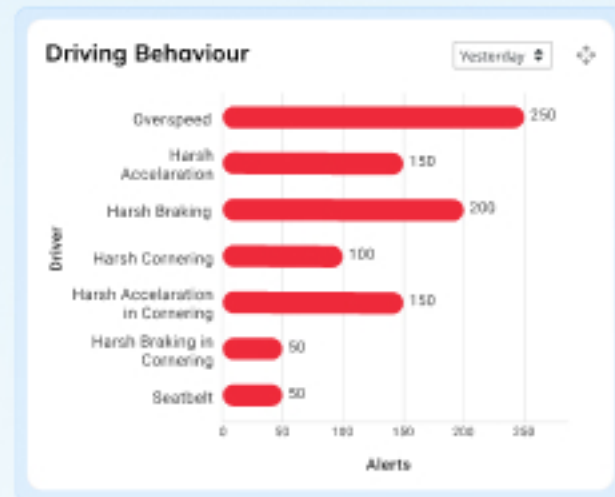 Driving Behaviour
Yesterday
Overspeed
250
Harsh
Accelaration
150
Harsh Braking
200
Harsh Cornering
100
Harsh Accelaration
in Cornering
150
Harsh Braking in
Cornering
50
Seatbelt
50
Driver
0 50 100 150 200 250
Alerts